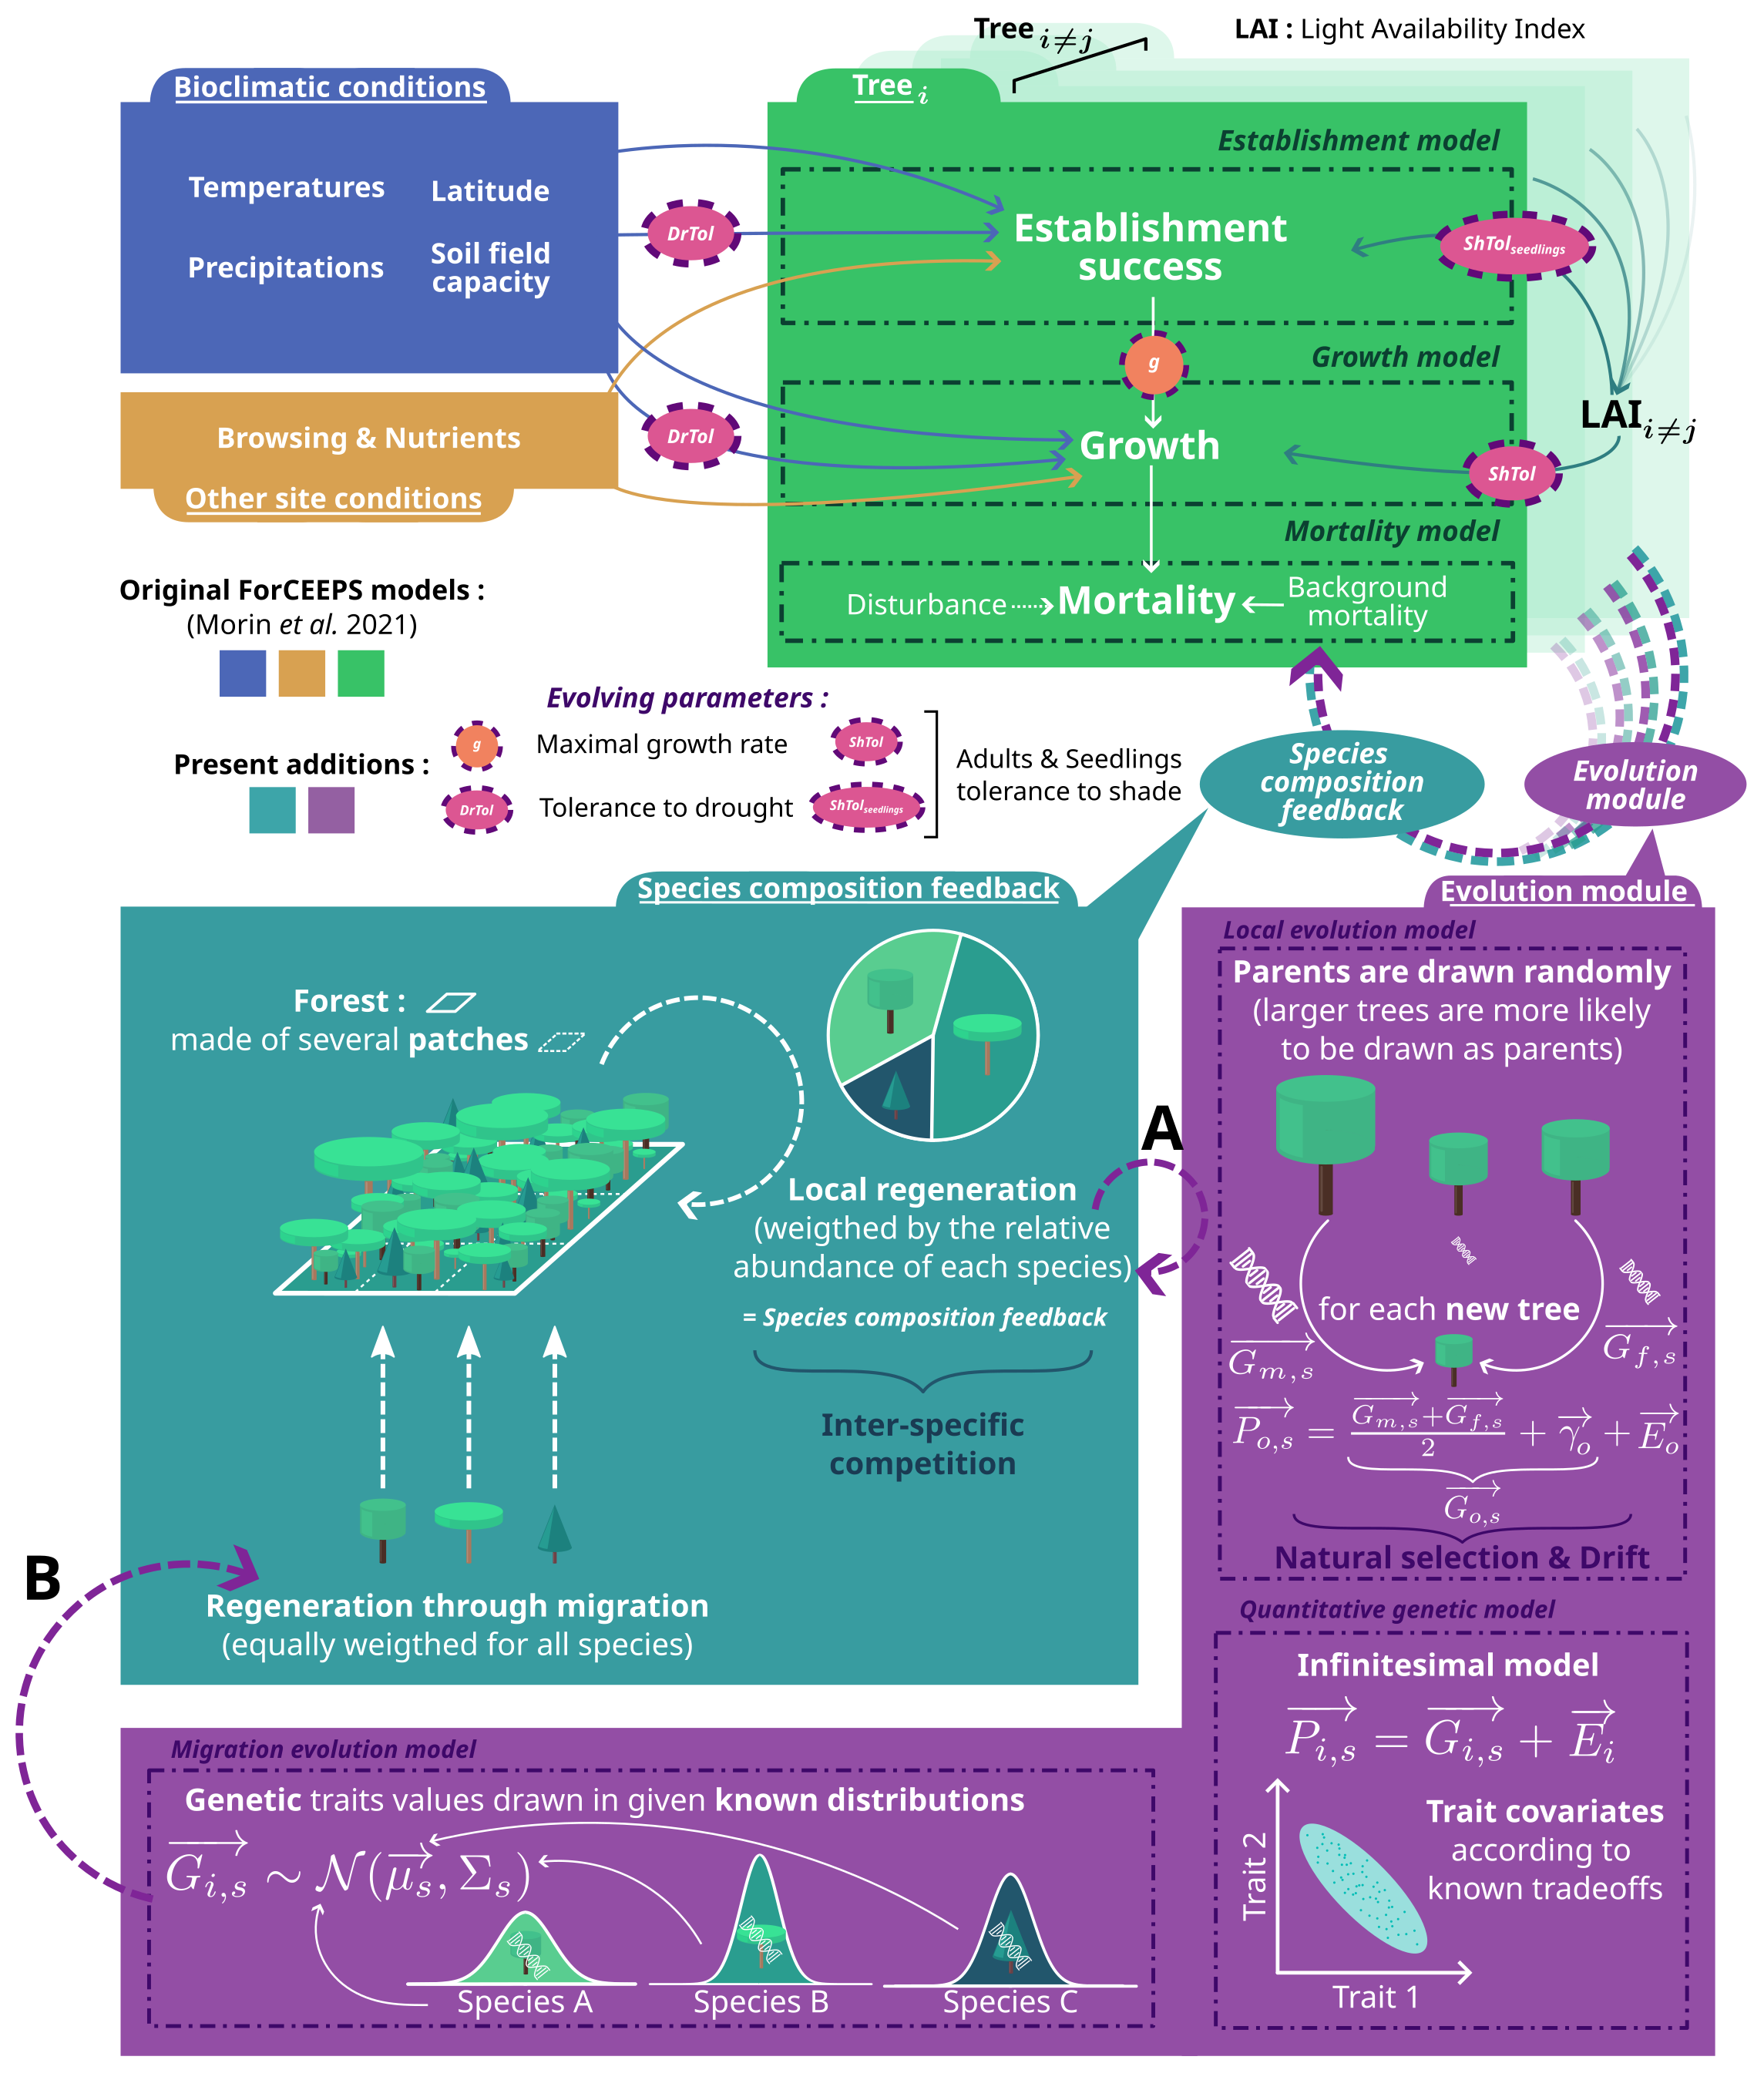 Tree i≠j
LAI : Light Availability Index
Bioclimatic conditions
Temperatures
Latitude
Precipitations
Soil field
capacity
Browsing & Nutrients
Other site conditions
DrTol
DrTol
Tree i
Establishment model
Establishment
success
ShTolseedlings
g
Growth model
Growth
LAI i≠j
ShTol
Mortality model
Disturbance
Mortality
Background
mortality
Original ForCEEPS models :
(Morin et al. 2021)
Present additions :
Evolving parameters :
g
Maximal growth rate
DrTol
Tolerance to drought
ShTol
ShTolseedlings
Adults & Seedlings
tolerance to shade
Species
composition
feedback
Evolution
module
Species composition feedback
Forest :
made of several patches
Local regeneration
(weigthed by the relative
abundance of each species)
= Species composition feedback
Inter-specific
competition
Regeneration through migration
(equally weigthed for all species)
A
B
Evolution module
Local evolution model
Parents are drawn randomly
(larger trees are more likely
to be drawn as parents)
for each new tree
$\overrightarrow{G_{m,s}}$
$\overrightarrow{G_{f,s}}$
$\overrightarrow{P_{o,s}} = \frac{\overrightarrow{G_{m,s}}+\overrightarrow{G_{f,s}}}{2} + \overrightarrow{\gamma_o} + \overrightarrow{E_o}$
$\overrightarrow{G_{o,s}}$
Natural selection & Drift
Quantitative genetic model
Infinitesimal model
$\overrightarrow{P_{i,s}} = \overrightarrow{G_{i,s}} + \overrightarrow{E_i}$
Trait covariates
according to
known tradeoffs
Trait 2
Trait 1
Migration evolution model
Genetic traits values drawn in given known distributions
$\overrightarrow{G_{i,s}} \sim \mathcal{N}(\overrightarrow{\mu_s}, \Sigma_s)$
Species A
Species B
Species C